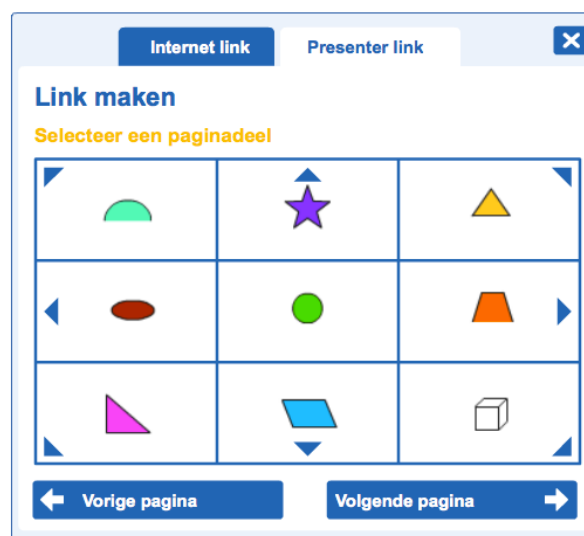 Internet link
Presenter link
Link maken
Selecteer een paginadeel
Vorige pagina
Volgende pagina